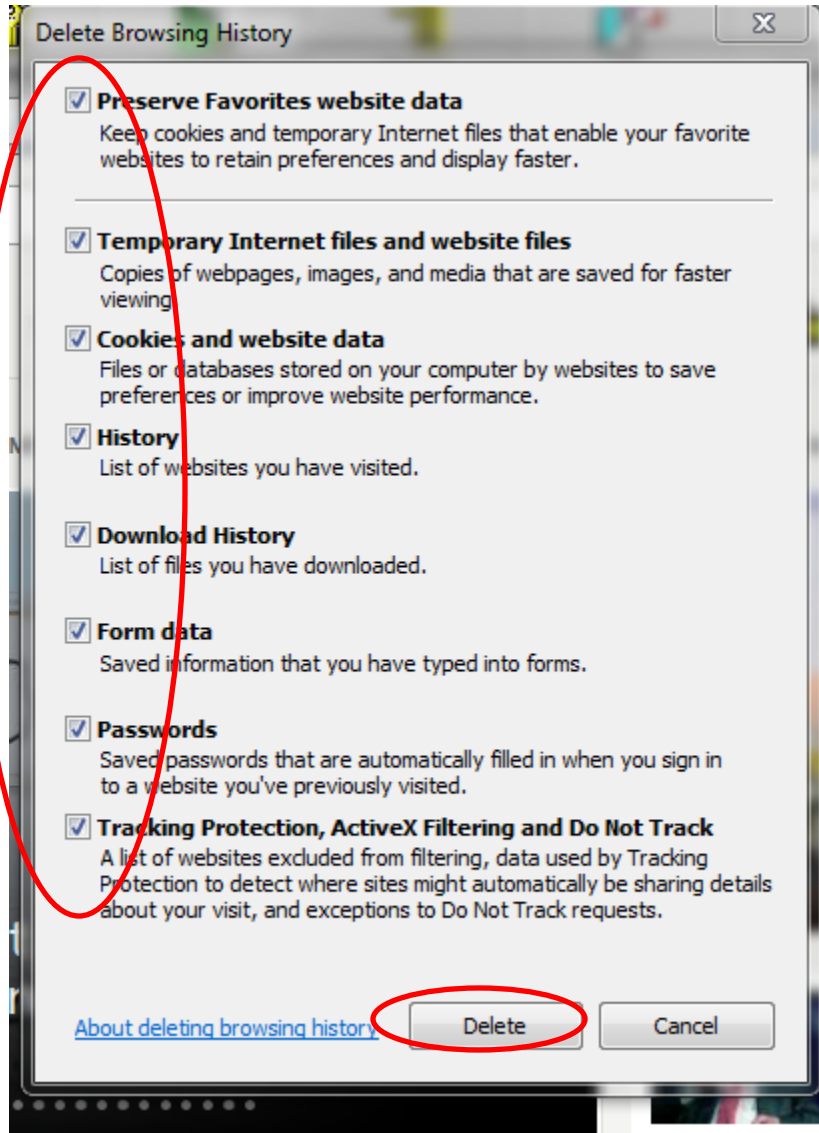 Delete Browsing History
Preserve Favorites website data
Keep cookies and temporary Internet files that enable your favorite
websites to retain preferences and display faster.
Temporary Internet files and website files
Copies of webpages, images, and media that are saved for faster
viewing.
Cookies and website data
Files or databases stored on your computer by websites to save
preferences or improve website performance.
History
List of websites you have visited.
Download History
List of files you have downloaded.
Form data
Saved information that you have typed into forms.
Passwords
Saved passwords that are automatically filled in when you sign in
to a website you've previously visited.
Tracking Protection, ActiveX Filtering and Do Not Track
A list of websites excluded from filtering, data used by Tracking
Protection to detect where sites might automatically be sharing details
about your visit, and exceptions to Do Not Track requests.
About deleting browsing history
Delete
Cancel